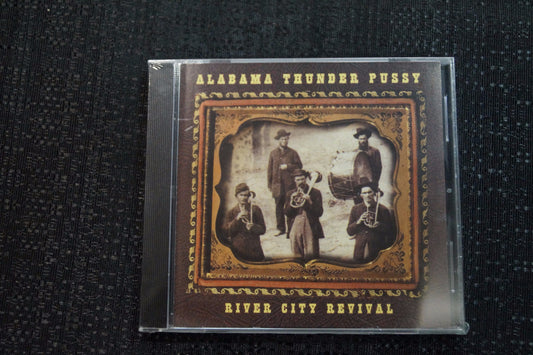 ALABAMA THUNDER PUSSY
RIVER CITY REVIVAL